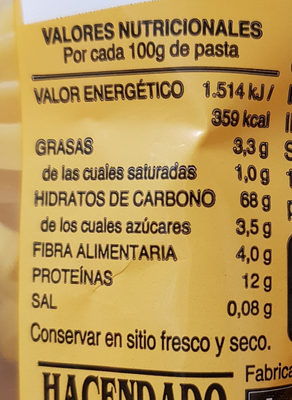 VALORES NUTRICIONALES
Por cada 100g de pasta
VALOR ENERGÉTICO 1.514 kJ /
359 kcal
GRASAS 3,3 g
de las cuales saturadas 1,0 g
HIDRATOS DE CARBONO 68 g
de los cuales azúcares 3,5 g
FIBRA ALIMENTARIA 4,0 g
PROTEÍNAS 12 g
SAL 0,08 g
Conservar en sitio fresco y seco.
Fabrica
HACENDADO